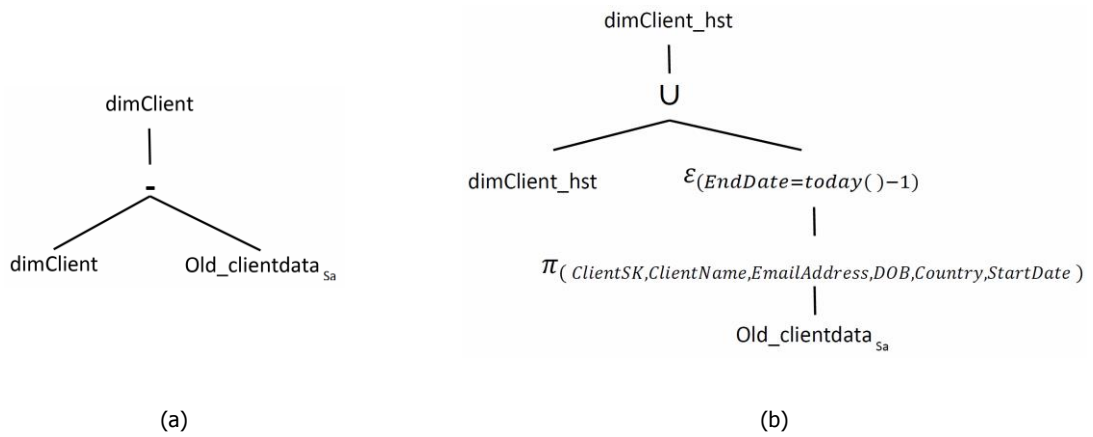 dimClient
-
dimClient Old_clientdata Sa
(a)
dimClient_hst
∪
dimClient_hst ε(EndDate=today()−1)
π( ClientSK,ClientName,EmailAddress,DOB,Country,StartDate )
Old_clientdata Sa
(b)